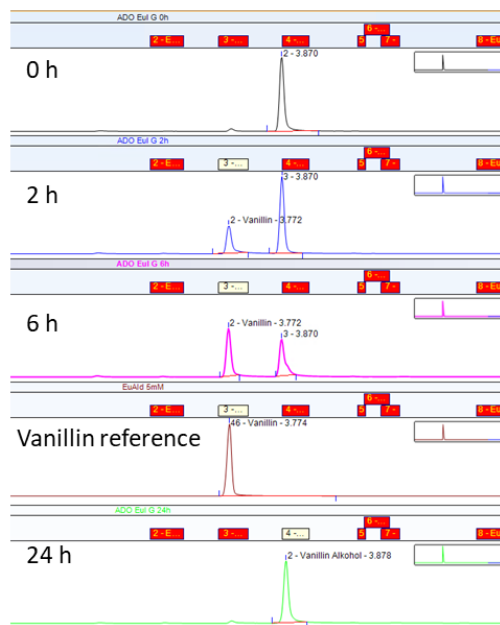 ADO Eul G 0h
6 -...
2 - E... 3 -... 4 -... 5 7 - 8 - Eu
0 h
2 - 3.870
ADO Eul G 2h
6 -...
2 - E... 3 -... 4 -... 5 7 - 8 - Eu
2 h
3 - 3.870
2 - Vanillin - 3.772
ADO Eul G 6h
6 -...
2 - E... 3 -... 4 -... 5 7 - 8 - Eu
6 h
2 - Vanillin - 3.772
3 - 3.870
EuAld 5mM
6 -...
2 - E... 3 -... 4 -... 5 7 - 8 - Eu
Vanillin reference
46 - Vanillin - 3.774
ADO Eul G 24h
6 -...
2 - E... 3 -... 4 -... 5 7 - 8 - Eu
24 h
2 - Vanillin Alkohol - 3.878